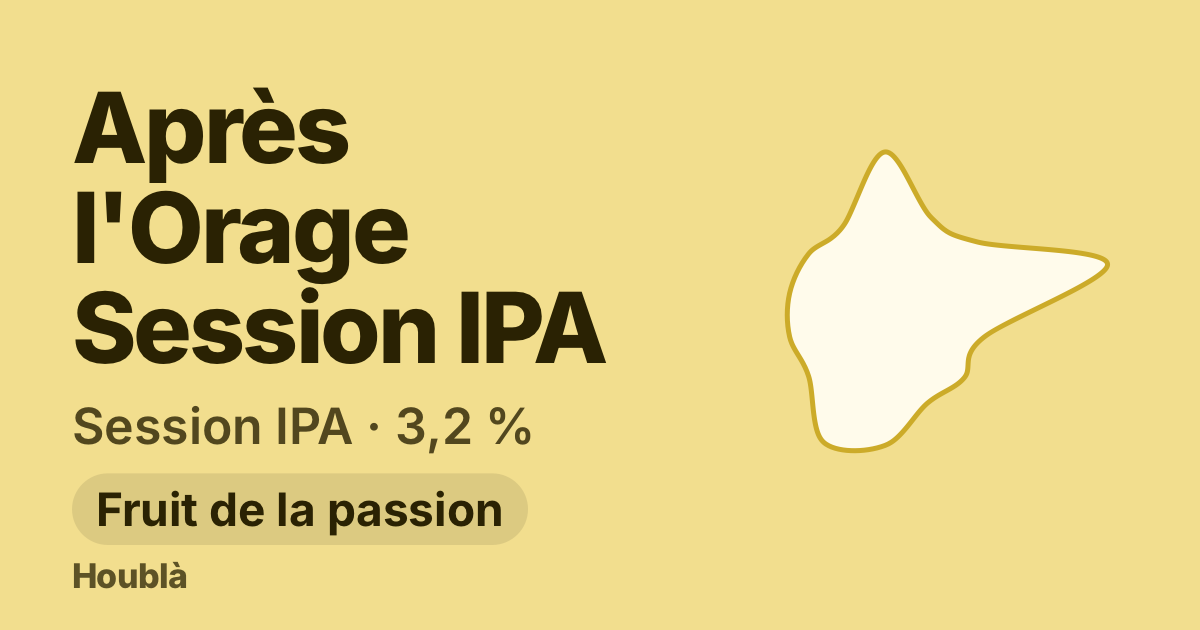 Après
l'Orage
Session IPA
Session IPA · 3,2 %
Fruit de la passion
Houblà